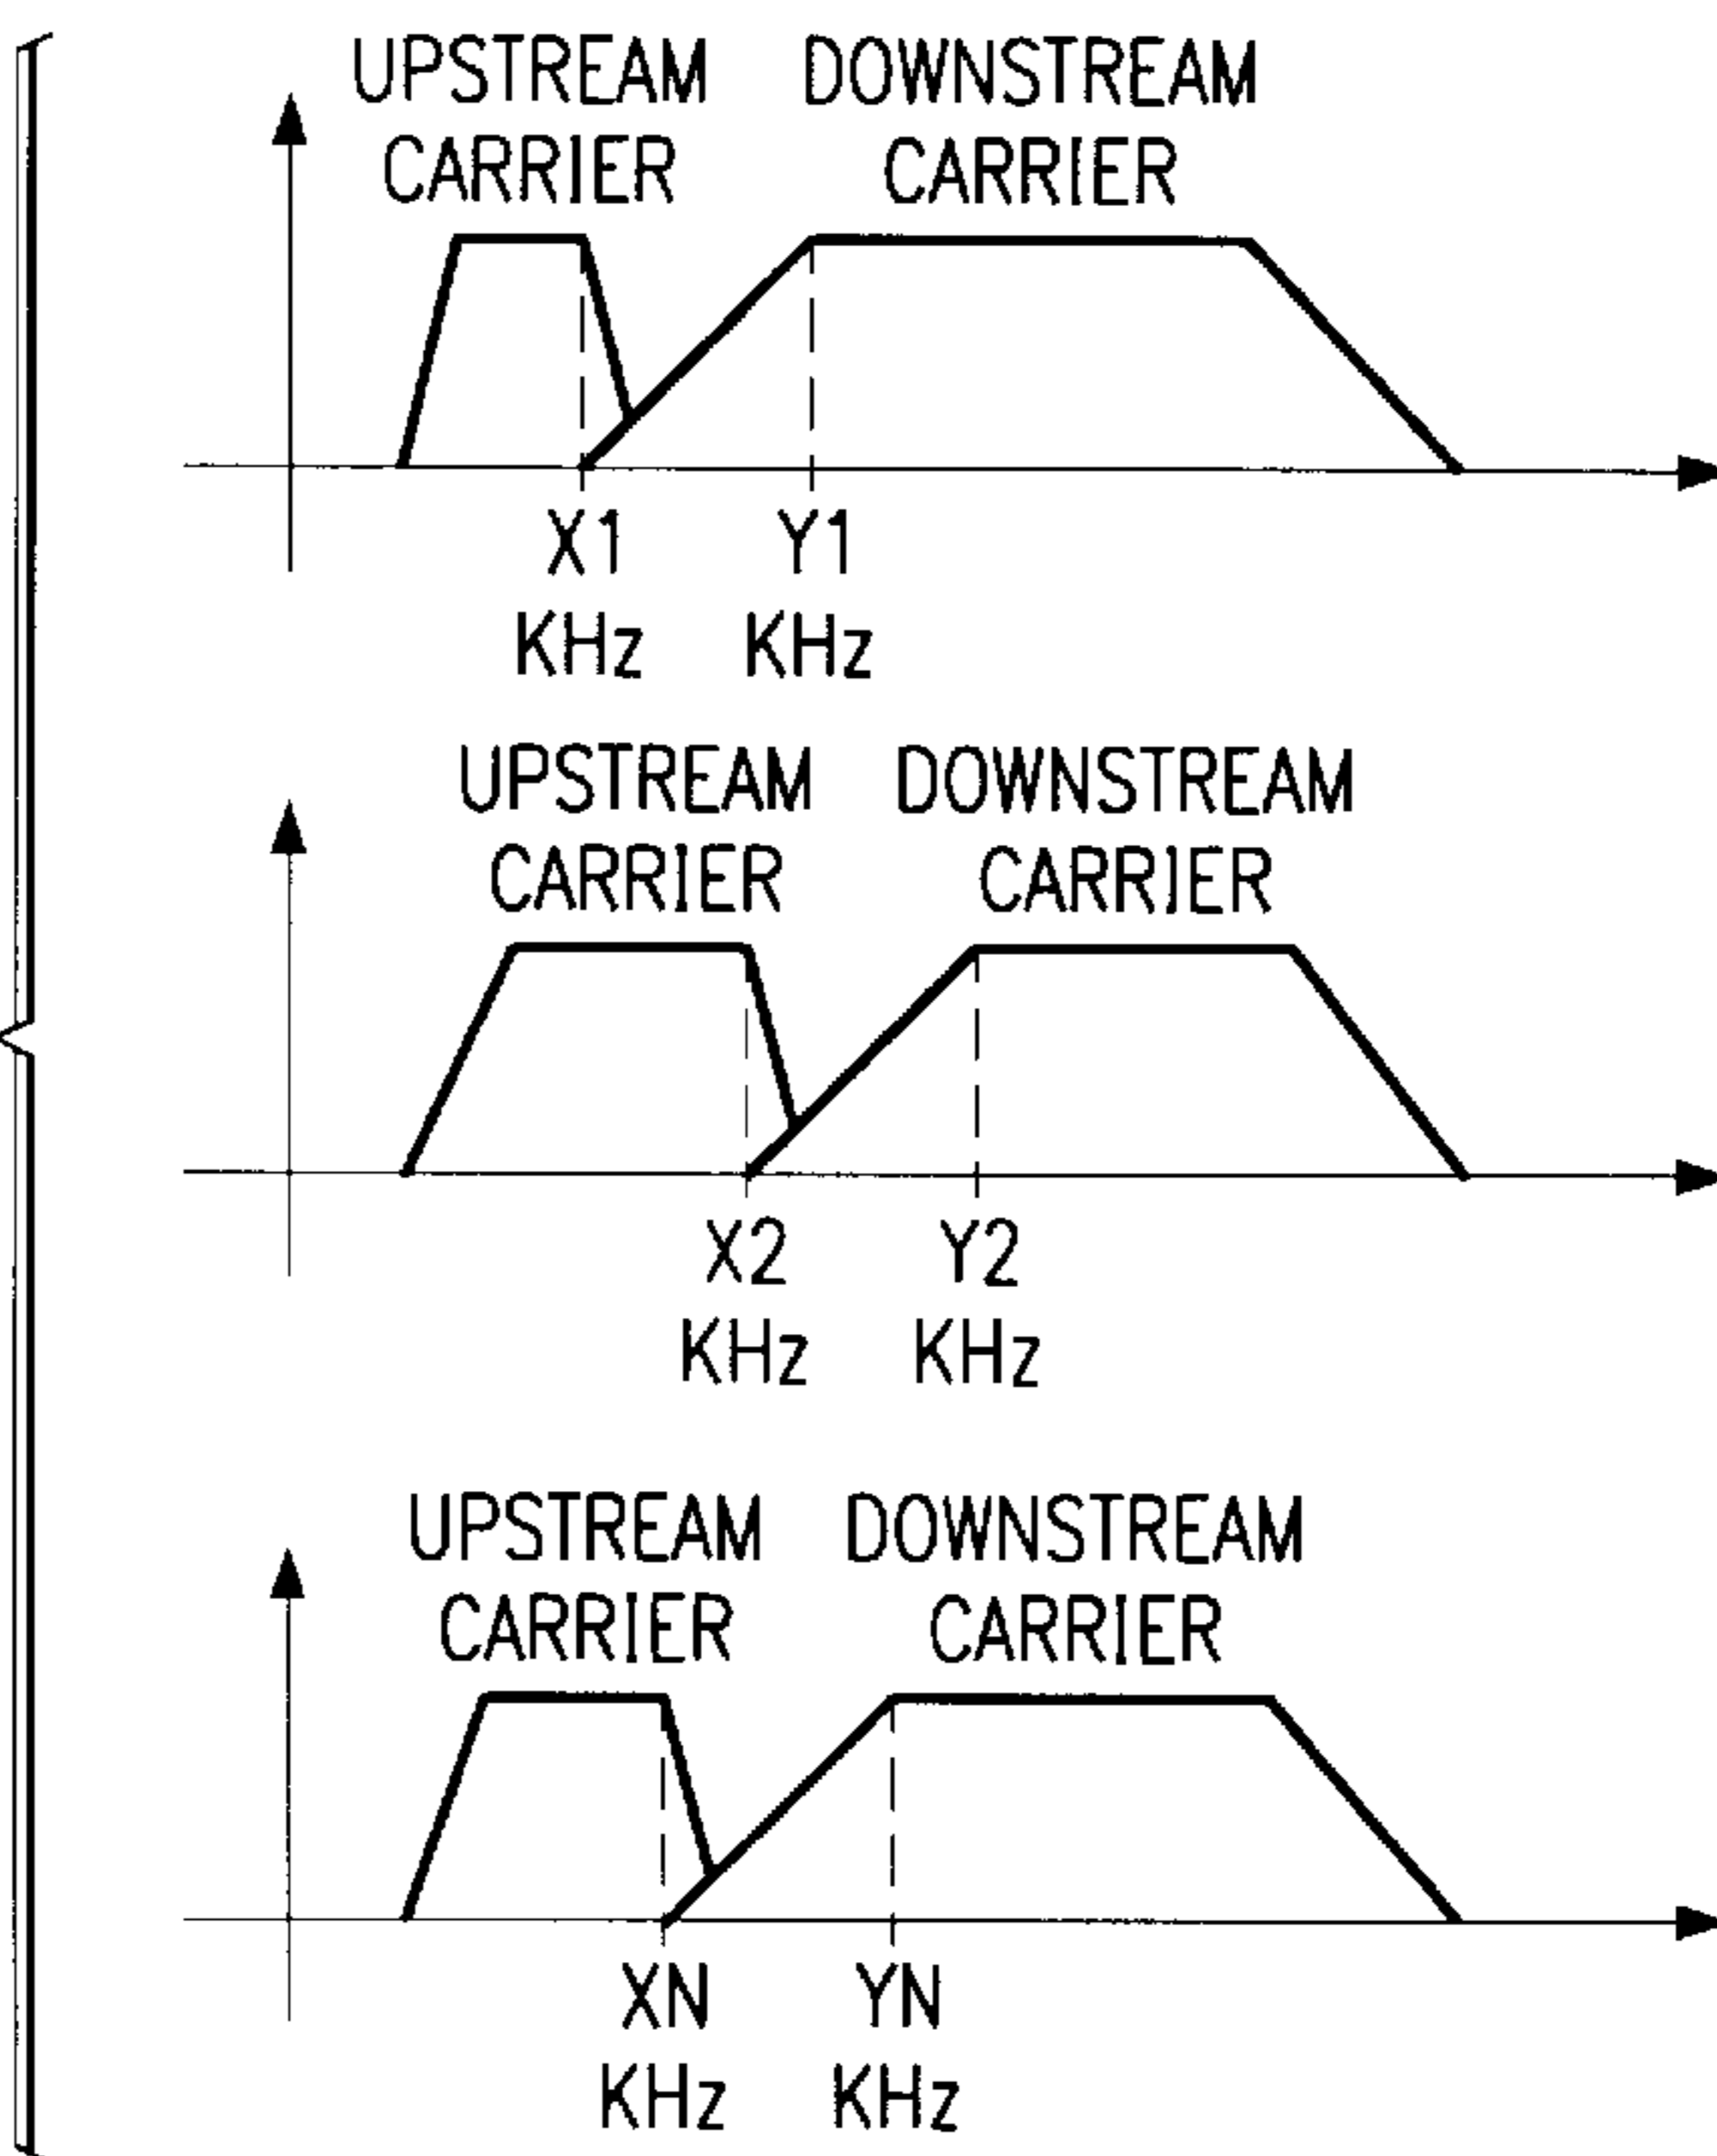 UPSTREAM DOWNSTREAM
CARRIER CARRIER
X1 Y1
KHz KHz
UPSTREAM DOWNSTREAM
CARRIER CARRIER
X2 Y2
KHz KHz
UPSTREAM DOWNSTREAM
CARRIER CARRIER
XN YN
KHz KHz